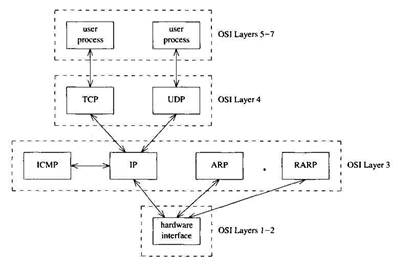 user process
user process
OSI Layers 5-7
TCP
UDP
OSI Layer 4
ICMP
IP
ARP
RARP
OSI Layer 3
hardware
interface
OSI Layers 1-2